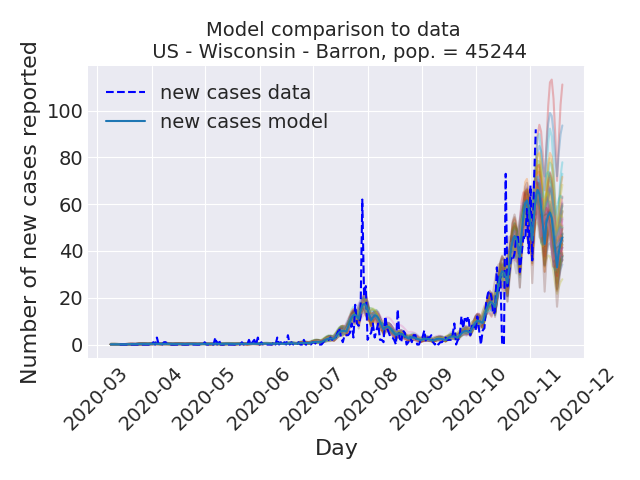 Model comparison to data
US - Wisconsin - Barron, pop. = 45244
Number of new cases reported
new cases data
new cases model
100
80
60
40
20
0
2020-03
2020-04
2020-05
2020-06
2020-07
2020-08
2020-09
2020-10
2020-11
2020-12
Day